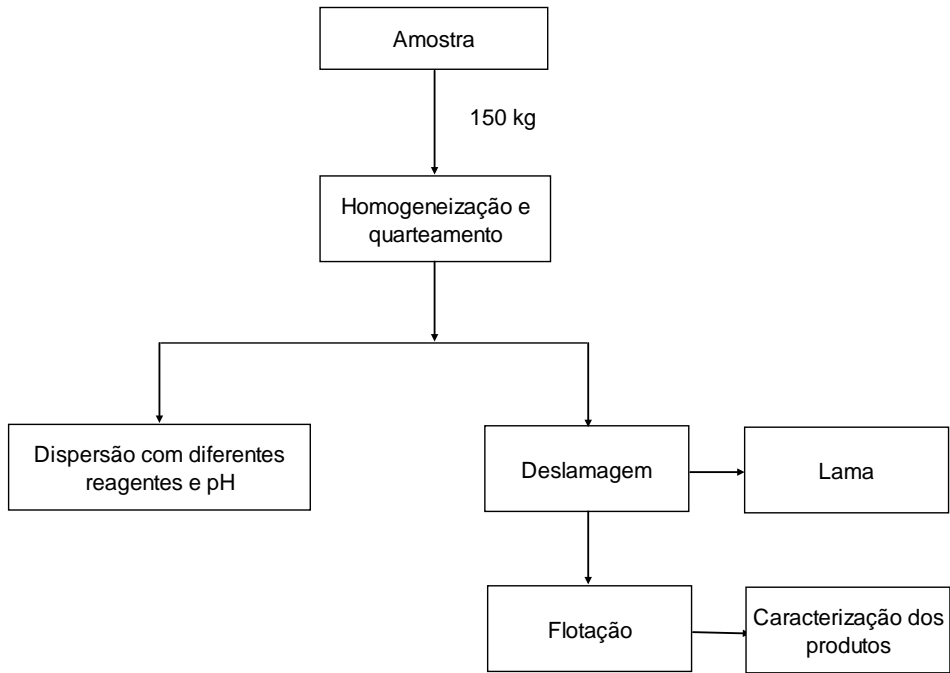 Amostra
150 kg
Homogeneização e
quarteamento
Dispersão com diferentes
reagentes e pH
Deslamagem
Lama
Flotação
Caracterização dos
produtos